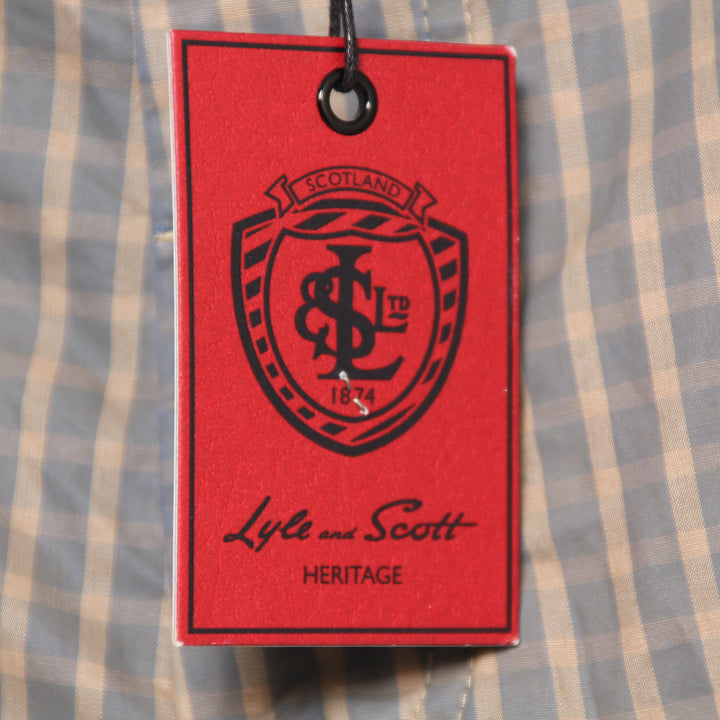 SCOTLAND
L&S LTD
1874
Lyle and Scott
HERITAGE